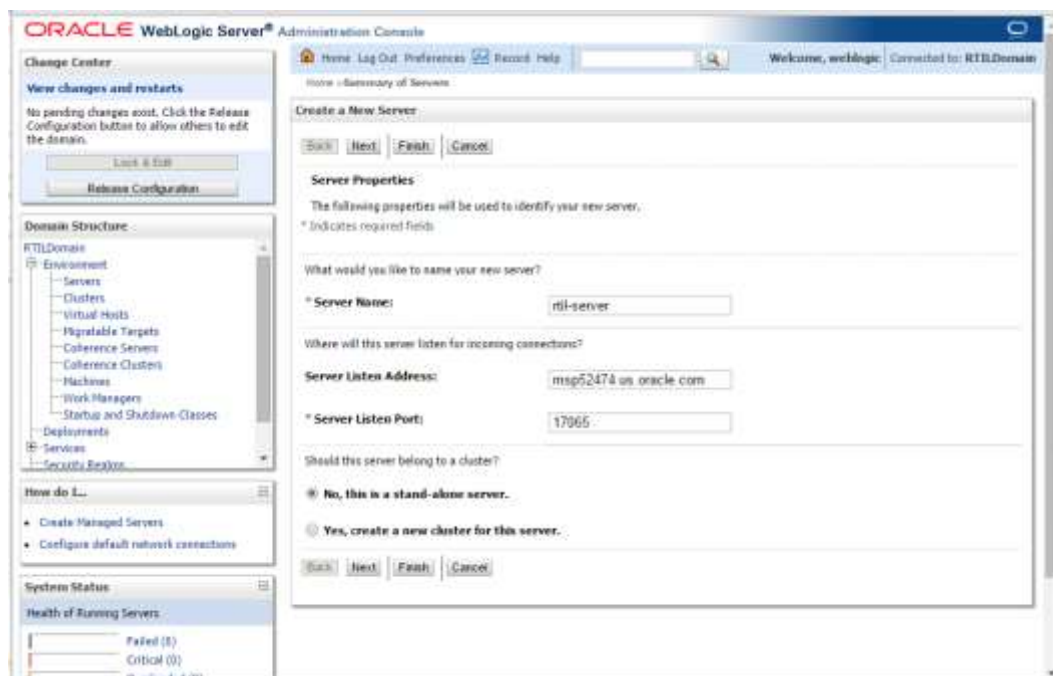 ORACLE WebLogic Server® Administration Console
Change Center
View changes and restarts
No pending changes exist. Click the Release
Configuration button to allow others to edit
the domain.
Lock & Edit
Release Configuration
Domain Structure
RTILDomain
Environment
Servers
Clusters
Virtual Hosts
Migratable Targets
Coherence Servers
Coherence Clusters
Machines
Work Managers
Startup and Shutdown Classes
Deployments
Services
Security Realms
How do I...
Create Managed Servers
Configure default network connections
System Status
Health of Running Servers
Failed (0)
Critical (0)
Home Log Out Preferences Record Help
Welcome, weblogic Connected to: RTILDomain
Home >Summary of Servers
Create a New Server
Back Next Finish Cancel
Server Properties
The following properties will be used to identify your new server.
* Indicates required fields
What would you like to name your new server?
* Server Name: rtil-server
Where will this server listen for incoming connections?
Server Listen Address: msp52474.us.oracle.com
* Server Listen Port: 17065
Should this server belong to a cluster?
No, this is a stand-alone server.
Yes, create a new cluster for this server.
Back Next Finish Cancel